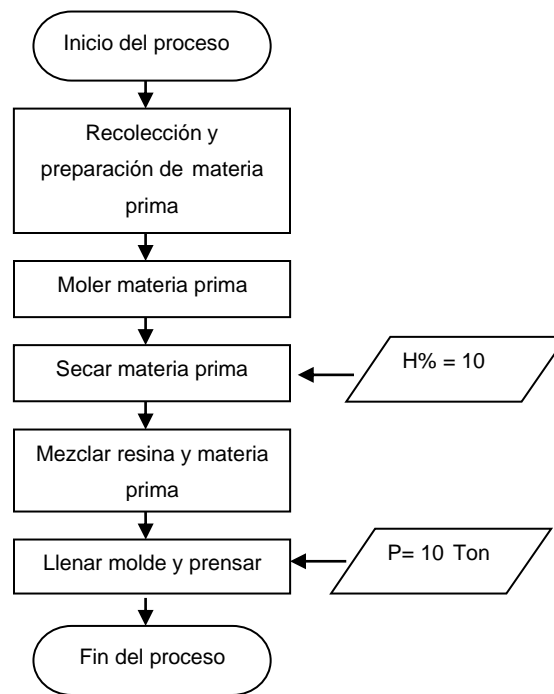 Inicio del proceso
Recolección y
preparación de materia
prima
Moler materia prima
Secar materia prima
H% = 10
Mezclar resina y materia
prima
Llenar molde y prensar
P= 10 Ton
Fin del proceso